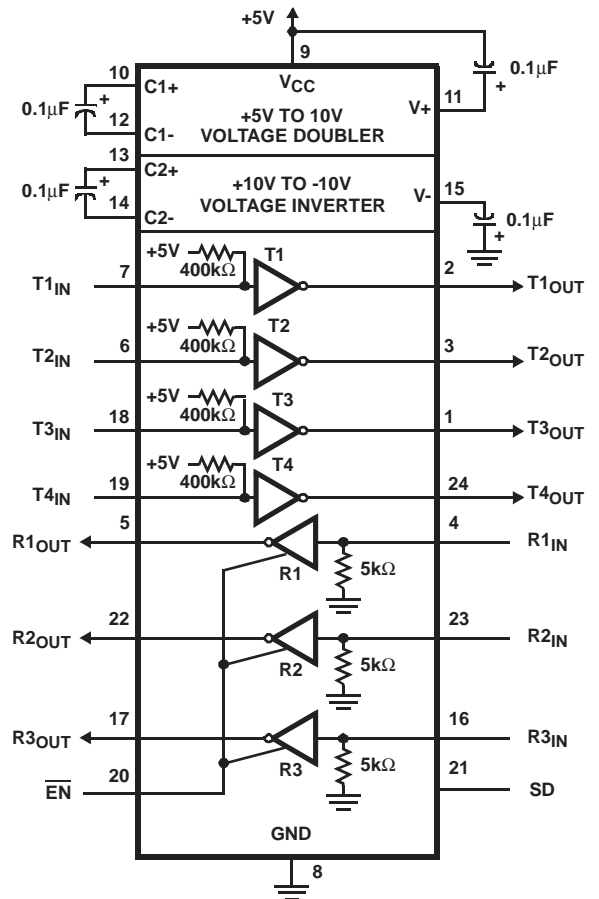 +5V
9
10
C1+
VCC
0.1µF
+
+
0.1µF
11
V+
+5V TO 10V
VOLTAGE DOUBLER
12
C1-
13
C2+
0.1µF
+
+10V TO -10V
VOLTAGE INVERTER
V-
15
14
C2-
0.1µF
+
+5V
400kΩ
T1
T1IN
7
2
T1OUT
+5V
400kΩ
T2
T2IN
6
3
T2OUT
+5V
400kΩ
T3
T3IN
18
1
T3OUT
+5V
400kΩ
T4
T4IN
19
24
T4OUT
R1OUT
5
4
R1IN
R1
5kΩ
R2OUT
22
23
R2IN
R2
5kΩ
R3OUT
17
16
R3IN
R3
5kΩ
EN
20
21
SD
GND
8